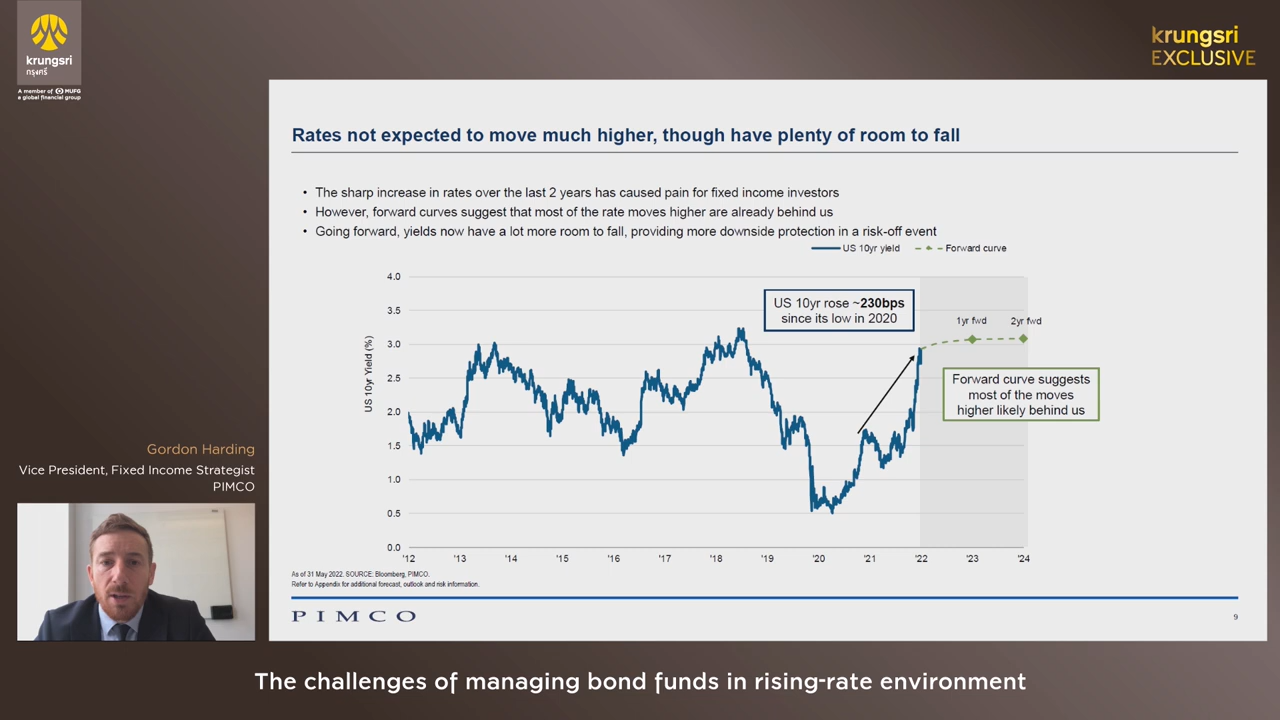 krungsri
กรุงศรี
A member of MUFG
a global financial group
krungsri
EXCLUSIVE
Rates not expected to move much higher, though have plenty of room to fall
• The sharp increase in rates over the last 2 years has caused pain for fixed income investors
• However, forward curves suggest that most of the rate moves higher are already behind us
• Going forward, yields now have a lot more room to fall, providing more downside protection in a risk-off event
US 10yr yield
Forward curve
US 10yr Yield (%)
4.0
3.5
3.0
2.5
2.0
1.5
1.0
0.5
0.0
US 10yr rose ~230bps
since its low in 2020
1yr fwd
2yr fwd
Forward curve suggests
most of the moves
higher likely behind us
'12 '13 '14 '15 '16 '17 '18 '19 '20 '21 '22 '23 '24
As of 31 May 2022. SOURCE: Bloomberg, PIMCO.
Refer to Appendix for additional forecast, outlook and risk information.
PIMCO
9
Gordon Harding
Vice President, Fixed Income Strategist
PIMCO
The challenges of managing bond funds in rising-rate environment